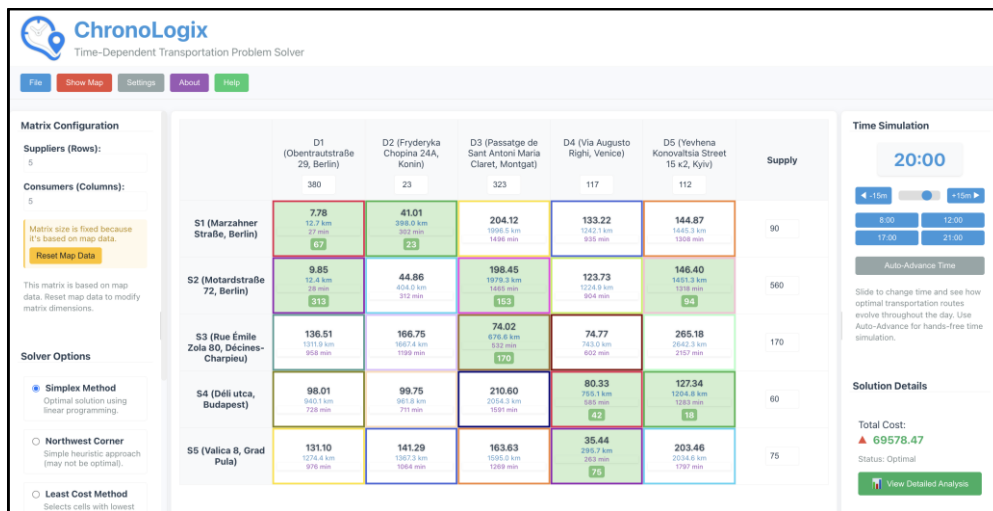 ChronoLogix
Time-Dependent Transportation Problem Solver
File Show Map Settings About Help
Matrix Configuration
Suppliers (Rows):
5
Consumers (Columns):
5
Matrix size is fixed because
it's based on map data.
Reset Map Data
This matrix is based on map
data. Reset map data to modify
matrix dimensions.
Solver Options
Simplex Method
Optimal solution using
linear programming.
Northwest Corner
Simple heuristic approach
(may not be optimal).
Least Cost Method
Selects cells with lowest
D1
(Obentrautstraße
29, Berlin)
380
D2 (Fryderyka
Chopina 24A,
Konin)
23
D3 (Passatge de
Sant Antoni Maria
Claret, Montgat)
323
D4 (Via Augusto
Righi, Venice)
117
D5 (Yevhena
Konovaltsia Street
15 к2, Kyiv)
112
Supply
S1 (Marzahner
Straße, Berlin)
7.78
12.7 km
27 min
67
41.01
398.0 km
302 min
23
204.12
1996.5 km
1496 min
133.22
1242.1 km
935 min
144.87
1445.3 km
1308 min
90
S2 (Motardstraße
72, Berlin)
9.85
12.4 km
28 min
313
44.86
404.0 km
312 min
198.45
1979.3 km
1465 min
153
123.73
1224.9 km
904 min
146.40
1451.3 km
1318 min
94
560
S3 (Rue Émile
Zola 80, Décines-
Charpieu)
136.51
1311.9 km
958 min
166.75
1667.4 km
1199 min
74.02
676.6 km
532 min
170
74.77
743.0 km
602 min
265.18
2642.3 km
2157 min
170
S4 (Déli utca,
Budapest)
98.01
940.1 km
728 min
99.75
961.8 km
711 min
210.60
2054.3 km
1591 min
80.33
755.1 km
585 min
42
127.34
1204.8 km
1263 min
18
60
S5 (Valica 8, Grad
Pula)
131.10
1274.4 km
976 min
141.29
1367.3 km
1064 min
163.63
1595.0 km
1269 min
35.44
295.7 km
263 min
75
203.46
2034.6 km
1797 min
75
Time Simulation
20:00
◀ -15m +15m ▶
8:00 12:00
17:00 21:00
Auto-Advance Time
Slide to change time and see how
optimal transportation routes
evolve throughout the day. Use
Auto-Advance for hands-free time
simulation.
Solution Details
Total Cost:
▲ 69578.47
Status: Optimal
View Detailed Analysis